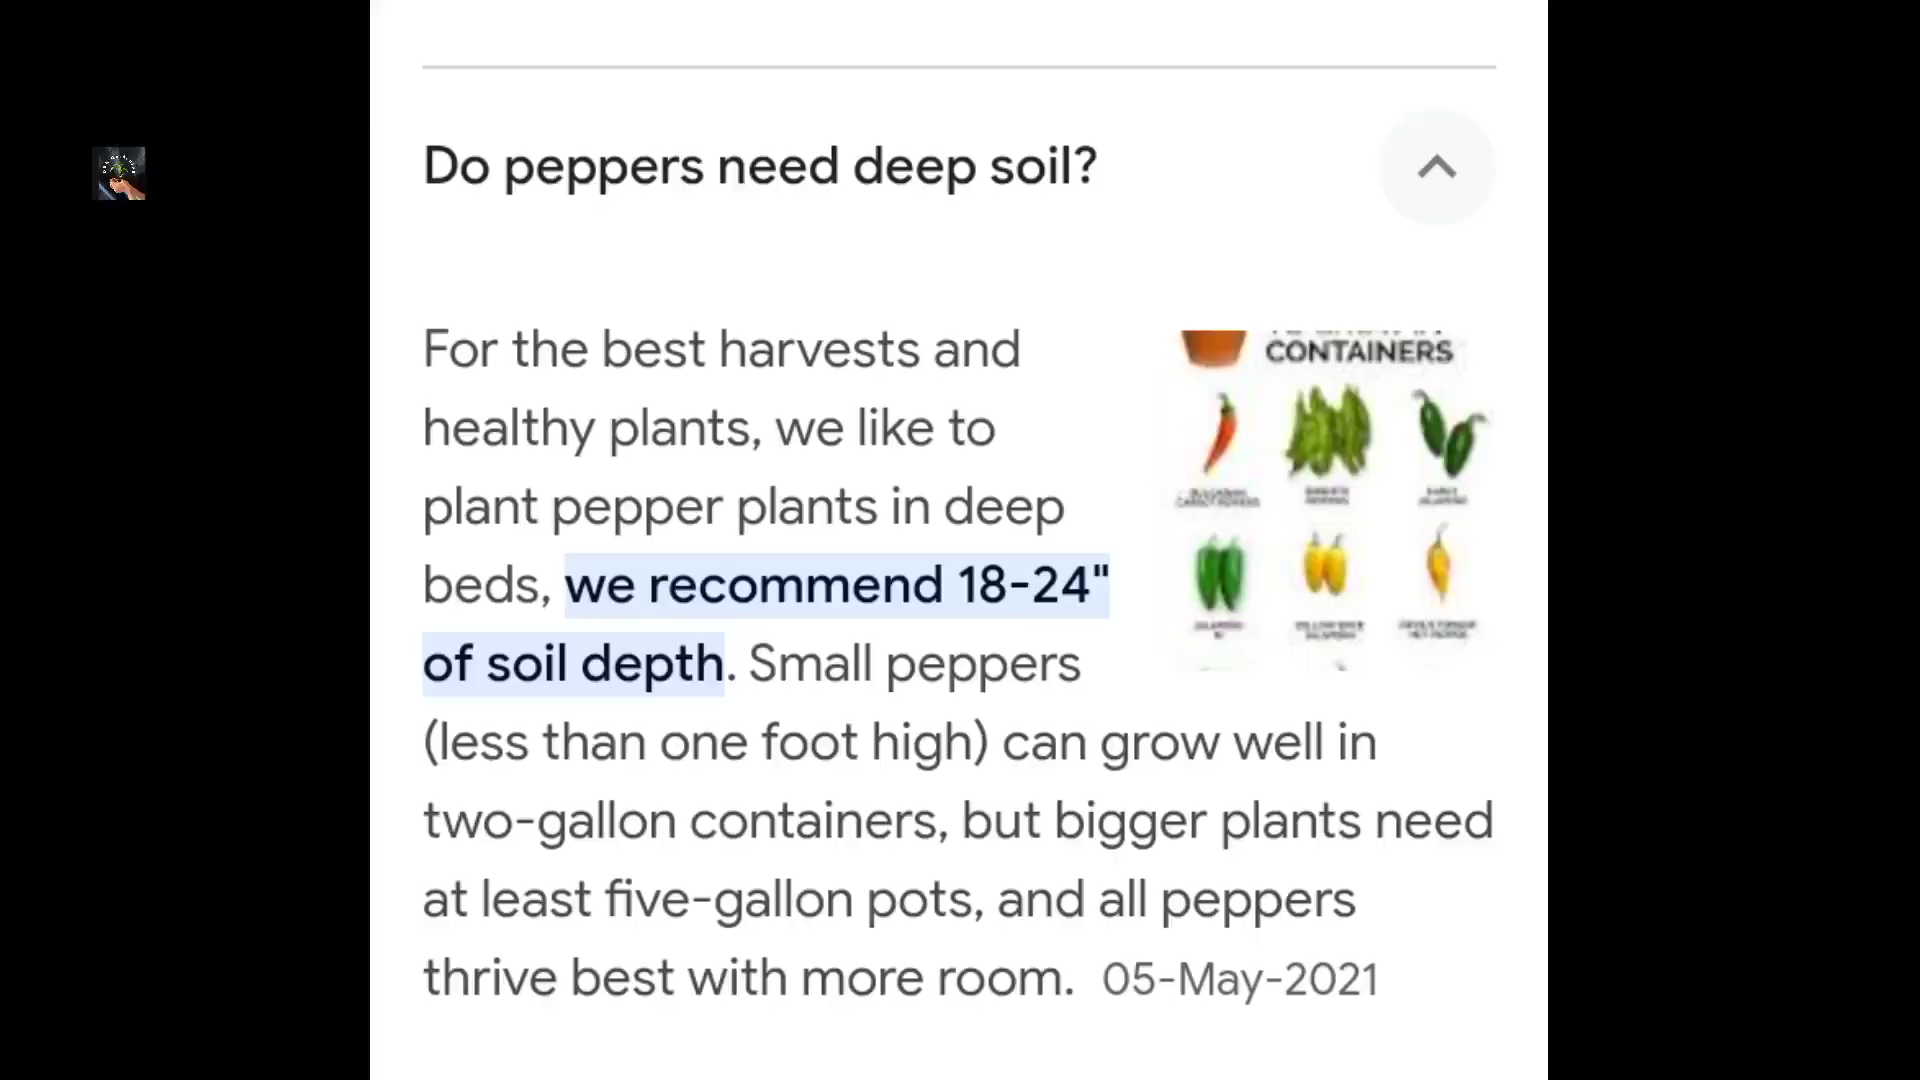 Do peppers need deep soil?
For the best harvests and
healthy plants, we like to
plant pepper plants in deep
beds, we recommend 18-24"
of soil depth. Small peppers
(less than one foot high) can grow well in
two-gallon containers, but bigger plants need
at least five-gallon pots, and all peppers
thrive best with more room. 05-May-2021
CONTAINERS